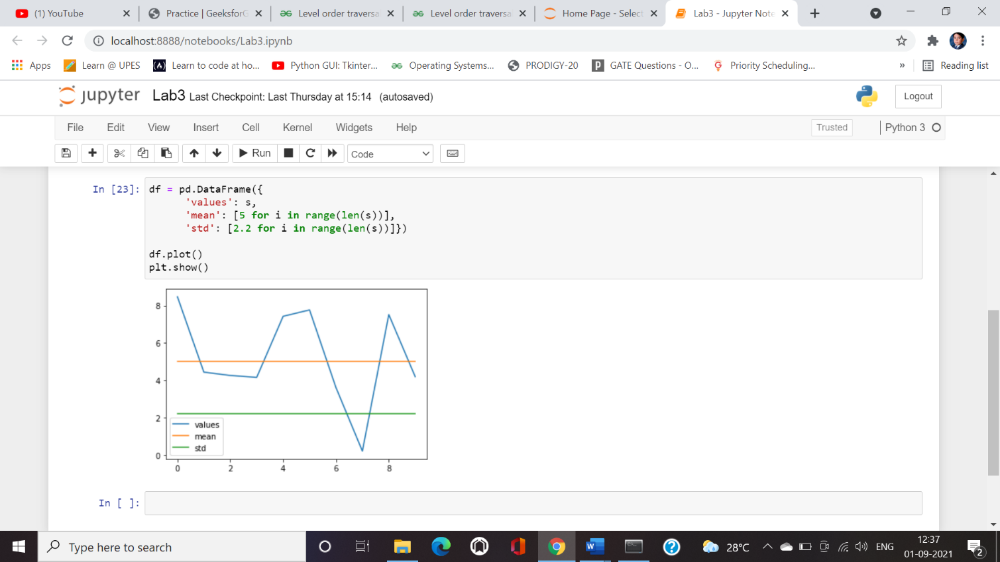 (1) YouTube
Practice | GeeksforG
Level order traversa
Level order traversa
Home Page - Select
Lab3 - Jupyter Note
localhost:8888/notebooks/Lab3.ipynb
Apps
Learn @ UPES
Learn to code at ho...
Python GUI: Tkinter...
Operating Systems...
PRODIGY-20
GATE Questions - O...
Priority Scheduling...
»
Reading list
jupyter Lab3 Last Checkpoint: Last Thursday at 15:14 (autosaved)
Logout
File Edit View Insert Cell Kernel Widgets Help
Trusted
Python 3
Run
Code
In [23]:
df = pd.DataFrame({
'values': s,
'mean': [5 for i in range(len(s))],
'std': [2.2 for i in range(len(s))]})
df.plot()
plt.show()
8
6
4
2
0
values
mean
std
0 2 4 6 8
In [ ]:
Type here to search
28°C
ENG
12:37
01-09-2021
2